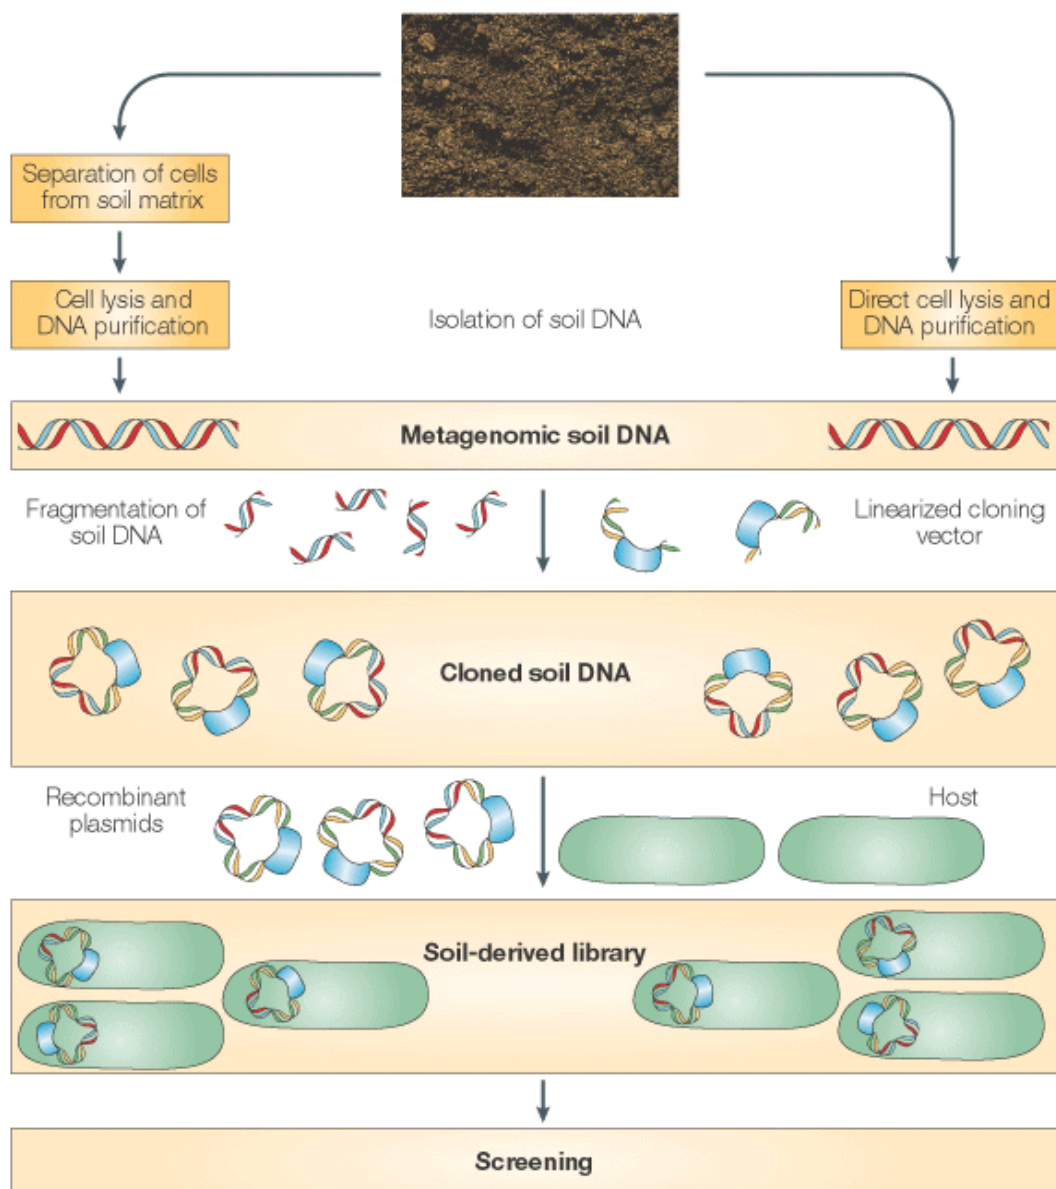 Separation of cells
from soil matrix
Cell lysis and
DNA purification
Isolation of soil DNA
Direct cell lysis and
DNA purification
Metagenomic soil DNA
Fragmentation of
soil DNA
Linearized cloning
vector
Cloned soil DNA
Recombinant
plasmids
Host
Soil-derived library
Screening